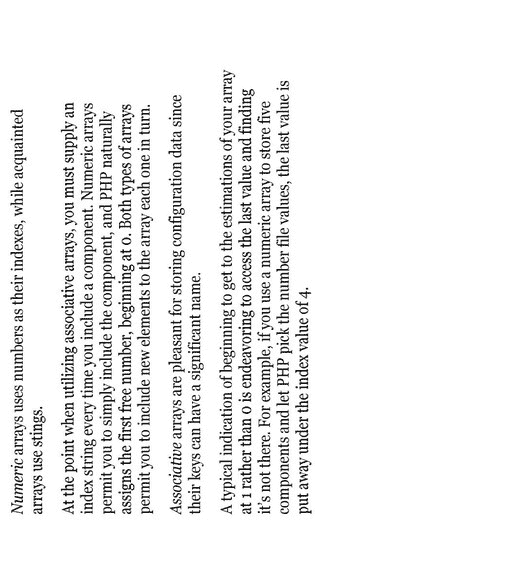 Numeric arrays uses numbers as their indexes, while acquainted
arrays use stings.
At the point when utilizing associative arrays, you must supply an
index string every time you include a component. Numeric arrays
permit you to simply include the component, and PHP naturally
assigns the first free number, beginning at 0. Both types of arrays
permit you to include new elements to the array each one in turn.
Associative arrays are pleasant for storing configuration data since
their keys can have a significant name.
A typical indication of beginning to get to the estimations of your array
at 1 rather than 0 is endeavoring to access the last value and finding
it's not there. For example, if you use a numeric array to store five
components and let PHP pick the number file values, the last value is
put away under the index value of 4.